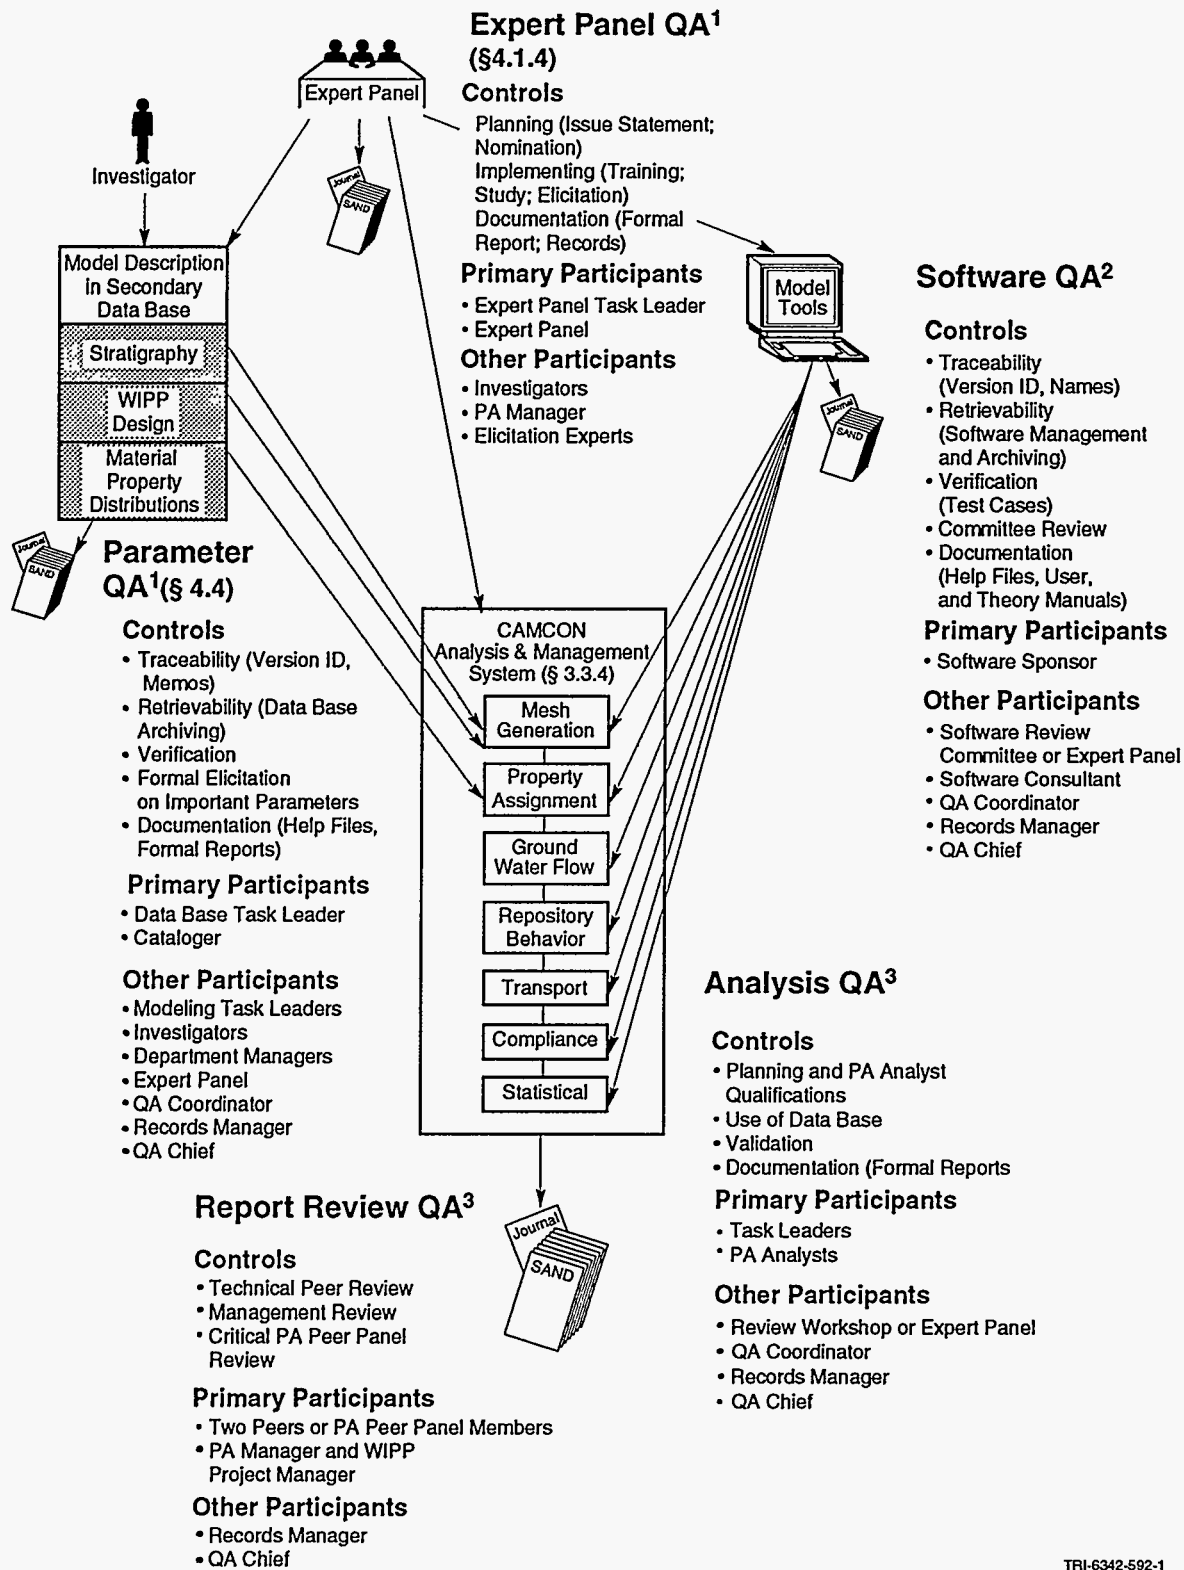 Expert Panel QA1
(§4.1.4)
Expert Panel
Controls
Planning (Issue Statement;
Nomination)
Implementing (Training;
Study; Elicitation)
Documentation (Formal
Report; Records)
Primary Participants
• Expert Panel Task Leader
• Expert Panel
Other Participants
• Investigators
• PA Manager
• Elicitation Experts
Journal
SAND
Investigator
Model Description
in Secondary
Data Base
Stratigraphy
WIPP
Design
Material
Property
Distributions
Journal
SAND
Parameter
QA1(§ 4.4)
Controls
• Traceability (Version ID,
Memos)
• Retrievability (Data Base
Archiving)
• Verification
• Formal Elicitation
on Important Parameters
• Documentation (Help Files,
Formal Reports)
Primary Participants
• Data Base Task Leader
• Cataloger
Other Participants
• Modeling Task Leaders
• Investigators
• Department Managers
• Expert Panel
• QA Coordinator
• Records Manager
• QA Chief
Model
Tools
Journal
SAND
Software QA2
Controls
• Traceability
(Version ID, Names)
• Retrievability
(Software Management
and Archiving)
• Verification
(Test Cases)
• Committee Review
• Documentation
(Help Files, User,
and Theory Manuals)
Primary Participants
• Software Sponsor
Other Participants
• Software Review
Committee or Expert Panel
• Software Consultant
• QA Coordinator
• Records Manager
• QA Chief
CAMCON
Analysis & Management
System (§ 3.3.4)
Mesh
Generation
Property
Assignment
Ground
Water Flow
Repository
Behavior
Transport
Compliance
Statistical
Journal
SAND
Analysis QA3
Controls
• Planning and PA Analyst
Qualifications
• Use of Data Base
• Validation
• Documentation (Formal Reports
Primary Participants
• Task Leaders
• PA Analysts
Other Participants
• Review Workshop or Expert Panel
• QA Coordinator
• Records Manager
• QA Chief
Report Review QA3
Controls
• Technical Peer Review
• Management Review
• Critical PA Peer Panel
Review
Primary Participants
• Two Peers or PA Peer Panel Members
• PA Manager and WIPP
Project Manager
Other Participants
• Records Manager
• QA Chief
TRI-6342-592-1